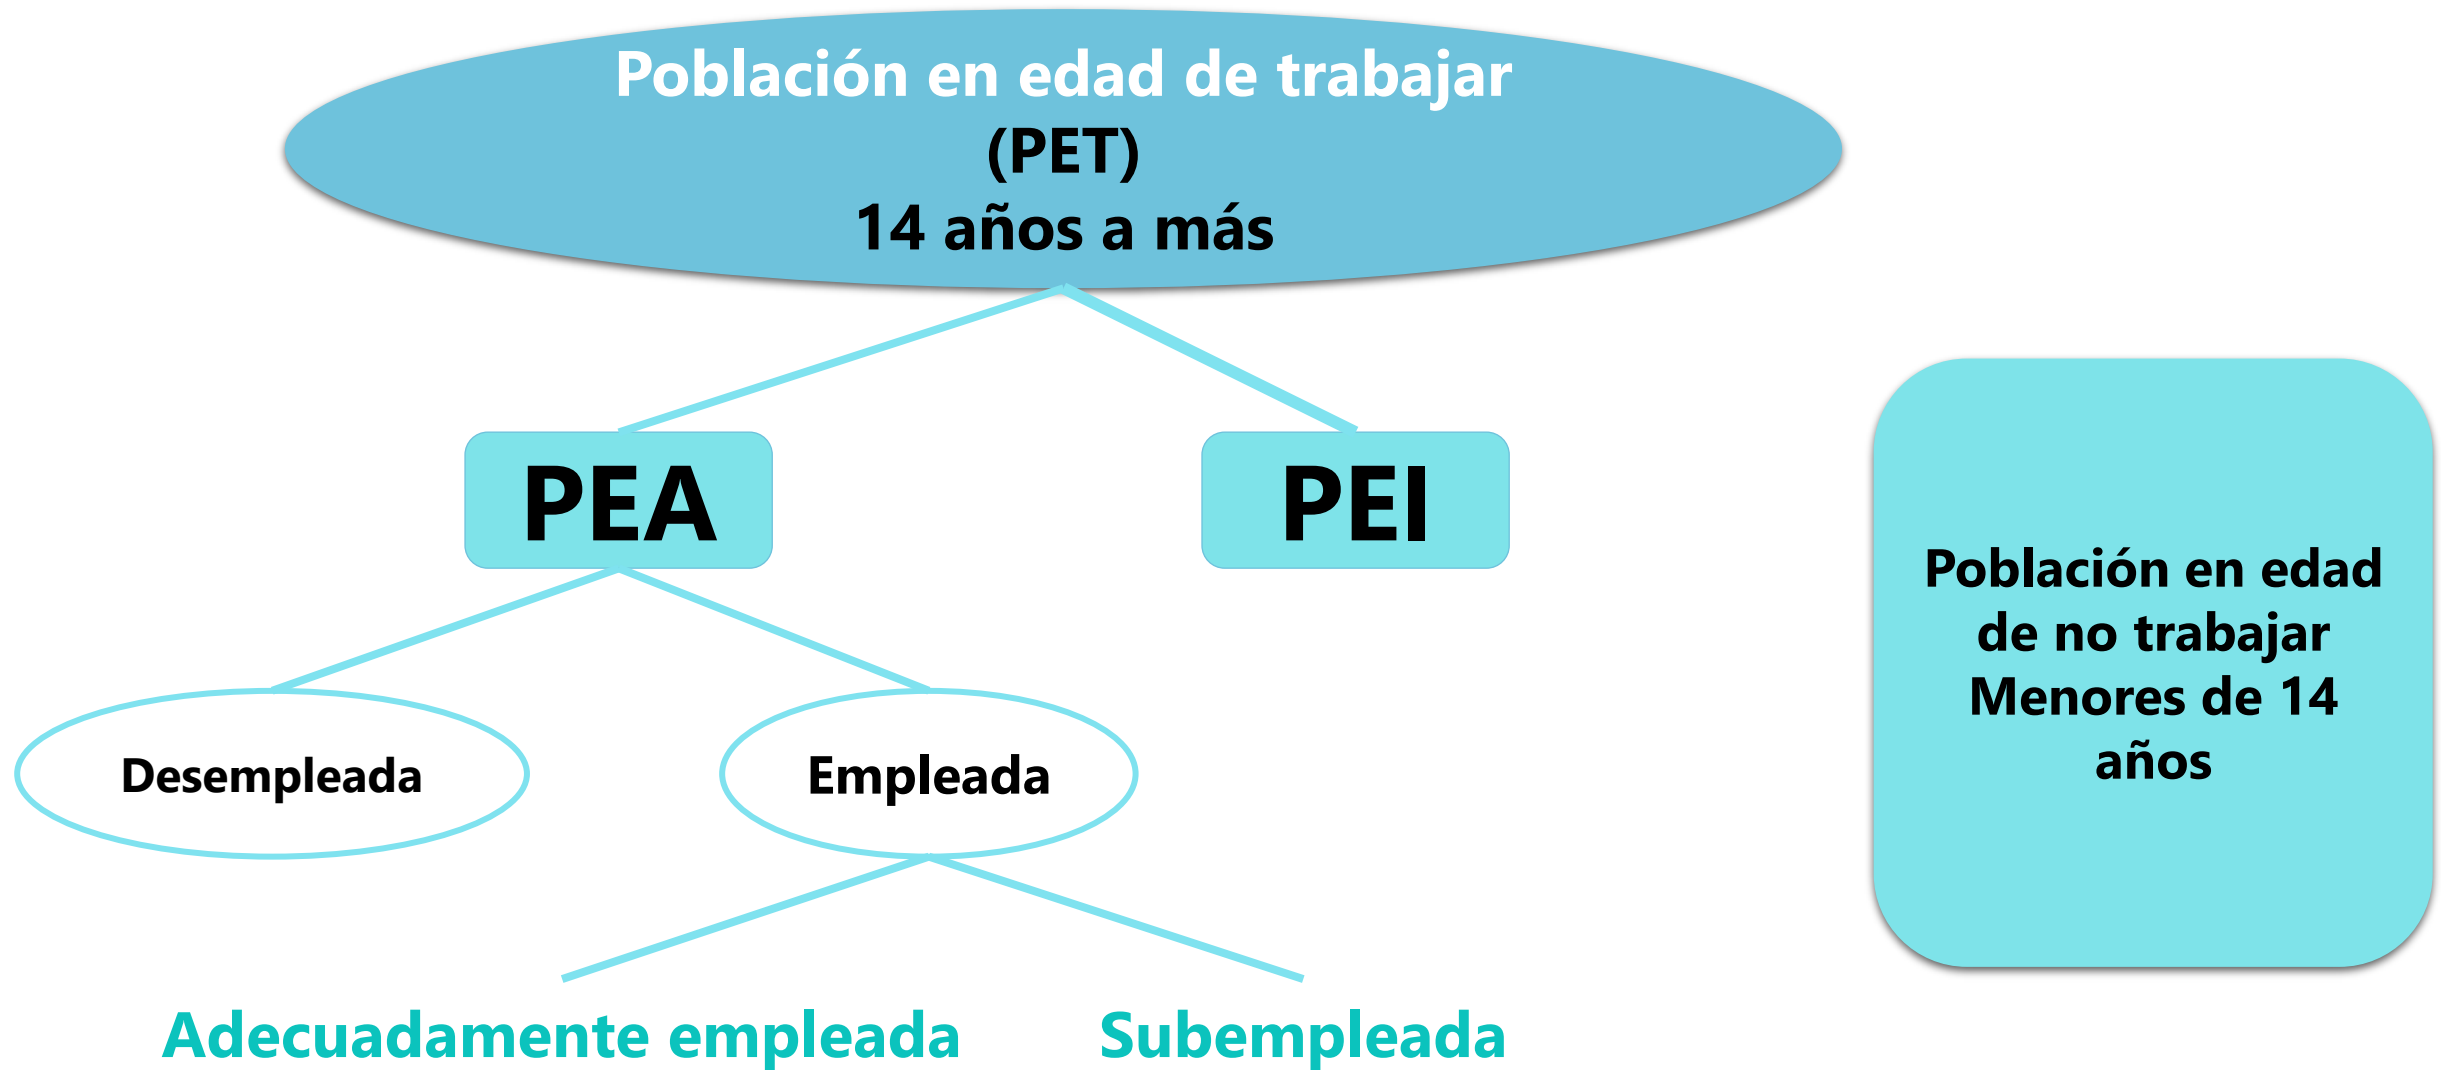 Población en edad de trabajar
(PET)
14 años a más
PEA
PEI
Población en edad
de no trabajar
Menores de 14
años
Desempleada
Empleada
Adecuadamente empleada
Subempleada